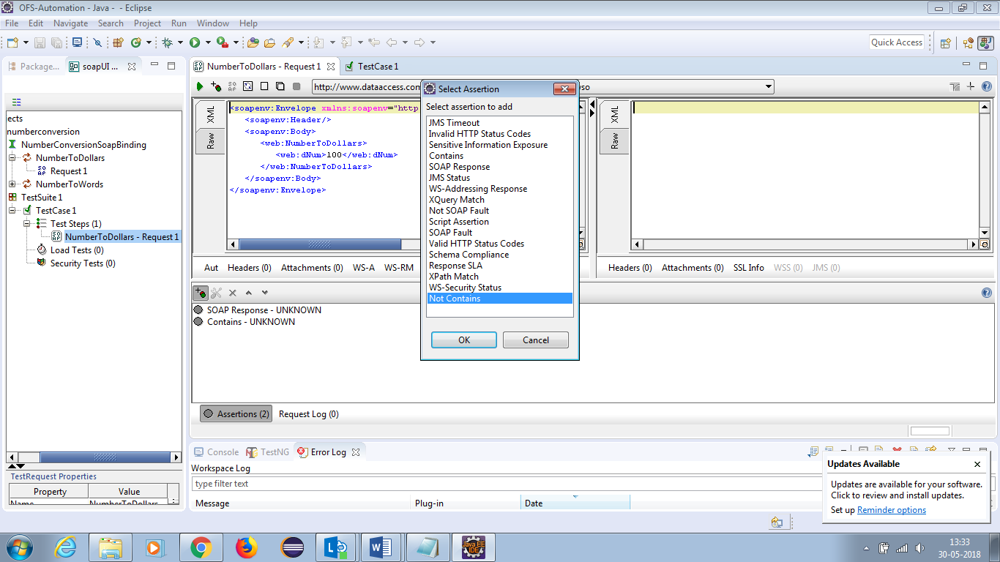 OFS-Automation - Java - - Eclipse
File Edit Navigate Search Project Run Window Help
Quick Access
Package... soapUI ...
NumberToDollars - Request 1 TestCase 1
http://www.dataaccess.com
wso
ects
numberconversion
NumberConversionSoapBinding
NumberToDollars
Request 1
NumberToWords
TestSuite 1
TestCase 1
Test Steps (1)
NumberToDollars - Request 1
Load Tests (0)
Security Tests (0)
TestRequest Properties
Property Value
Name NumberToDollars
XML
Raw
<soapenv:Envelope xmlns:soapenv="http
<soapenv:Header/>
<soapenv:Body>
<web:NumberToDollars>
<web:dNum>100</web:dNum>
</web:NumberToDollars>
</soapenv:Body>
</soapenv:Envelope>
Aut Headers (0) Attachments (0) WS-A WS-RM
Select Assertion
Select assertion to add
JMS Timeout
Invalid HTTP Status Codes
Sensitive Information Exposure
Contains
SOAP Response
JMS Status
WS-Addressing Response
XQuery Match
Not SOAP Fault
Script Assertion
SOAP Fault
Valid HTTP Status Codes
Schema Compliance
Response SLA
XPath Match
WS-Security Status
Not Contains
OK Cancel
XML
Raw
Headers (0) Attachments (0) SSL Info WSS (0) JMS (0)
SOAP Response - UNKNOWN
Contains - UNKNOWN
Assertions (2) Request Log (0)
Console TestNG Error Log
Workspace Log
type filter text
Message Plug-in Date
Updates Available
Updates are available for your software.
Click to review and install updates.
Set up Reminder options
Java EE
IDE
13:33
30-05-2018